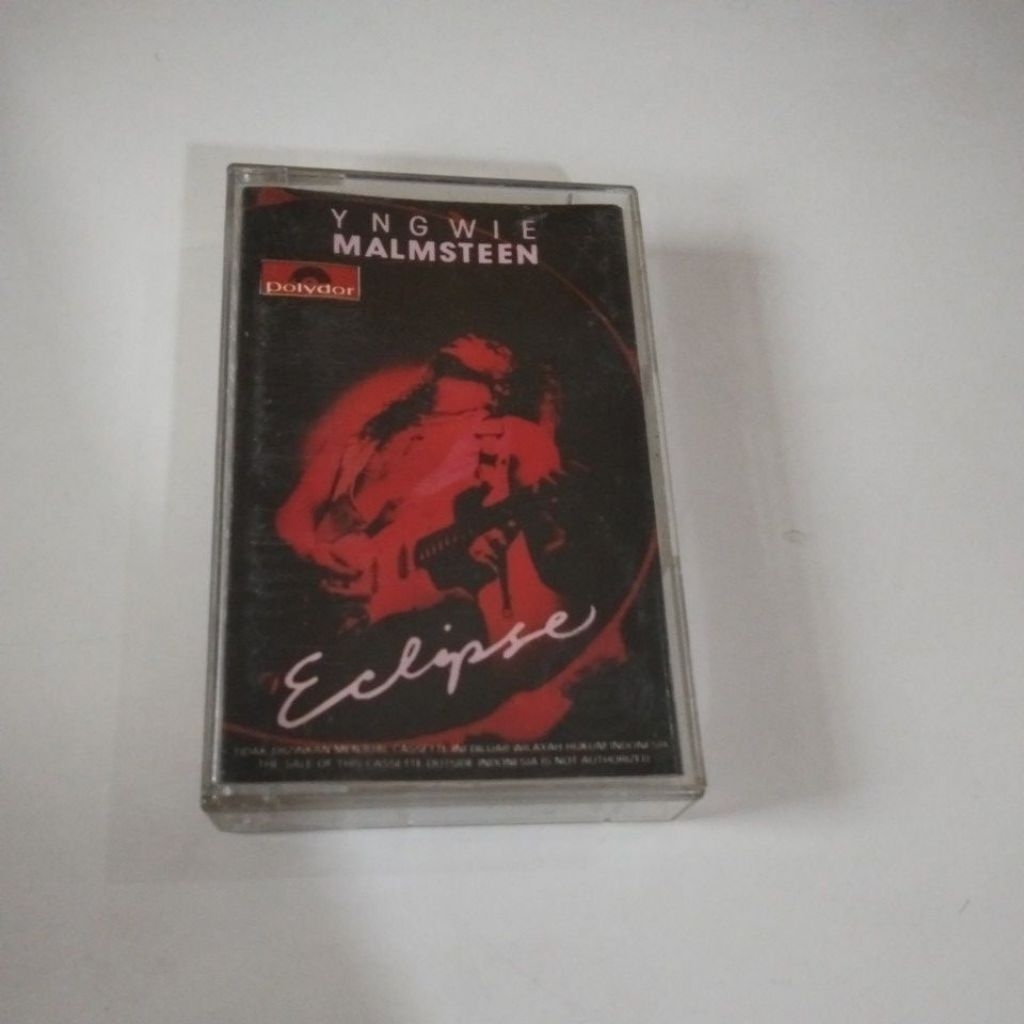 YNGWIE
MALMSTEEN
Polydor
Eclipse
TIDAK DIIZINKAN MENJUAL CASSETTE INI DILUAR WILAYAH HUKUM INDONESIA
THE SALE OF THIS CASSETTE OUTSIDE INDONESIA IS NOT AUTHORIZED